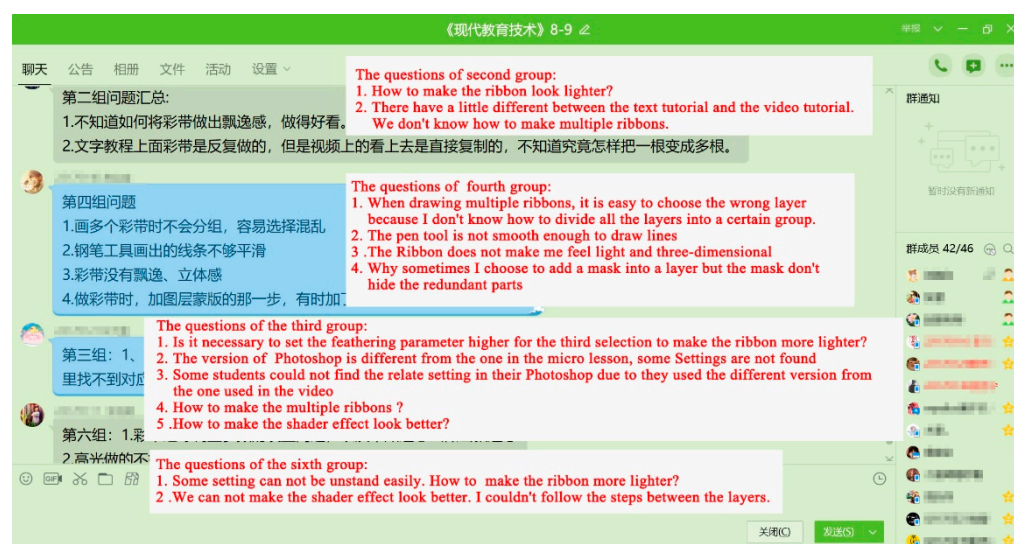 《现代教育技术》8-9
举报
聊天 公告 相册 文件 活动 设置
The questions of second group:
1. How to make the ribbon look lighter?
2. There have a little different between the text tutorial and the video tutorial.
We don't know how to make multiple ribbons.
第二组问题汇总:
1.不知道如何将彩带做出飘逸感，做得好看。
2.文字教程上面彩带是反复做的，但是视频上的看上去是直接复制的，不知道究竟怎样把一根变成多根。
群通知
暂时没有新通知
The questions of fourth group:
1. When drawing multiple ribbons, it is easy to choose the wrong layer
because I don't know how to divide all the layers into a certain group.
2. The pen tool is not smooth enough to draw lines
3 .The Ribbon does not make me feel light and three-dimensional
4. Why sometimes I choose to add a mask into a layer but the mask don't
hide the redundant parts
第四组问题
1.画多个彩带时不会分组，容易选择混乱
2.钢笔工具画出的线条不够平滑
3.彩带没有飘逸、立体感
4.做彩带时，加图层蒙版的那一步，有时加
群成员 42/46
The questions of the third group:
1. Is it necessary to set the feathering parameter higher for the third selection to make the ribbon more lighter?
2. The version of Photoshop is different from the one in the micro lesson, some Settings are not found
3. Some students could not find the relate setting in their Photoshop due to they used the different version from
the one used in the video
4. How to make the multiple ribbons ?
5 .How to make the shader effect look better?
第三组：1、
里找不到对应
第六组：1.彩
2.高光做的不
The questions of the sixth group:
1. Some setting can not be unstand easily. How to make the ribbon more lighter?
2 .We can not make the shader effect look better. I couldn't follow the steps between the layers.
GIF
关闭(C) 发送(S)